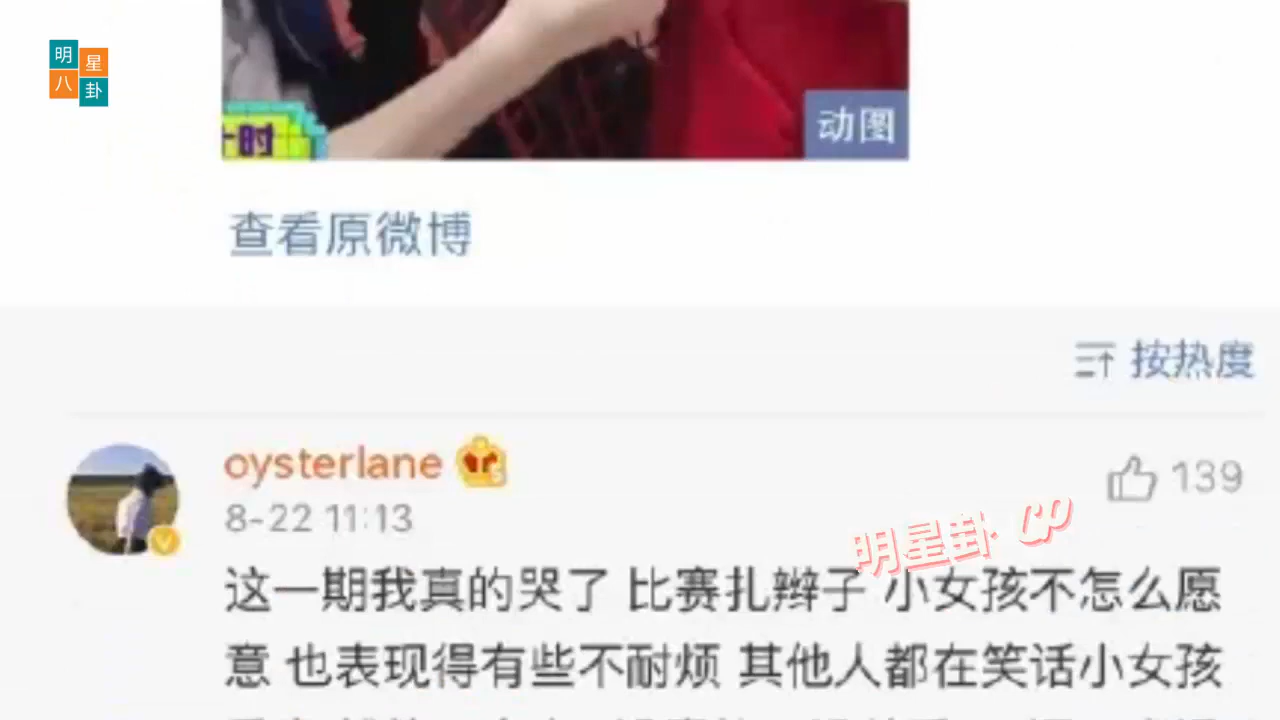 明星
八卦
时
动图
查看原微博
按热度
oysterlane
139
8-22 11:13
明星卦 CP
这一期我真的哭了 比赛扎辫子 小女孩不怎么愿
意 也表现得有些不耐烦 其他人都在笑话小女孩